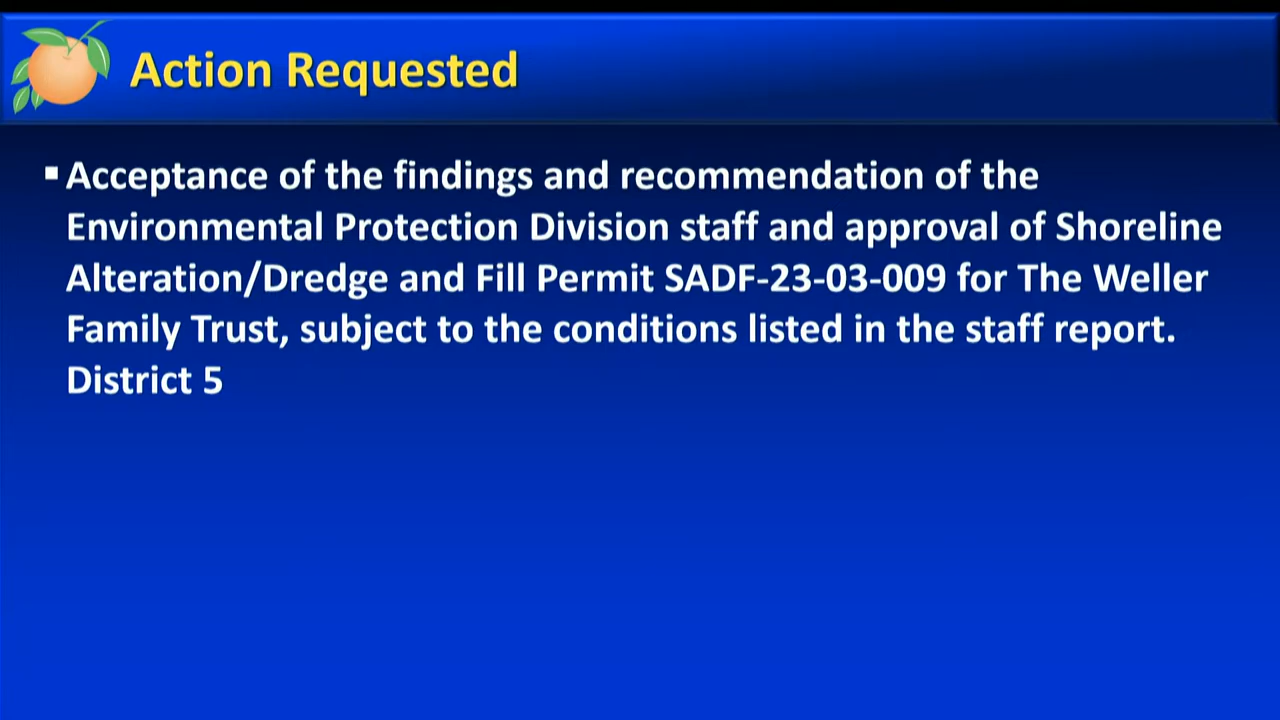 Action Requested
▪ Acceptance of the findings and recommendation of the
Environmental Protection Division staff and approval of Shoreline
Alteration/Dredge and Fill Permit SADF-23-03-009 for The Weller
Family Trust, subject to the conditions listed in the staff report.
District 5